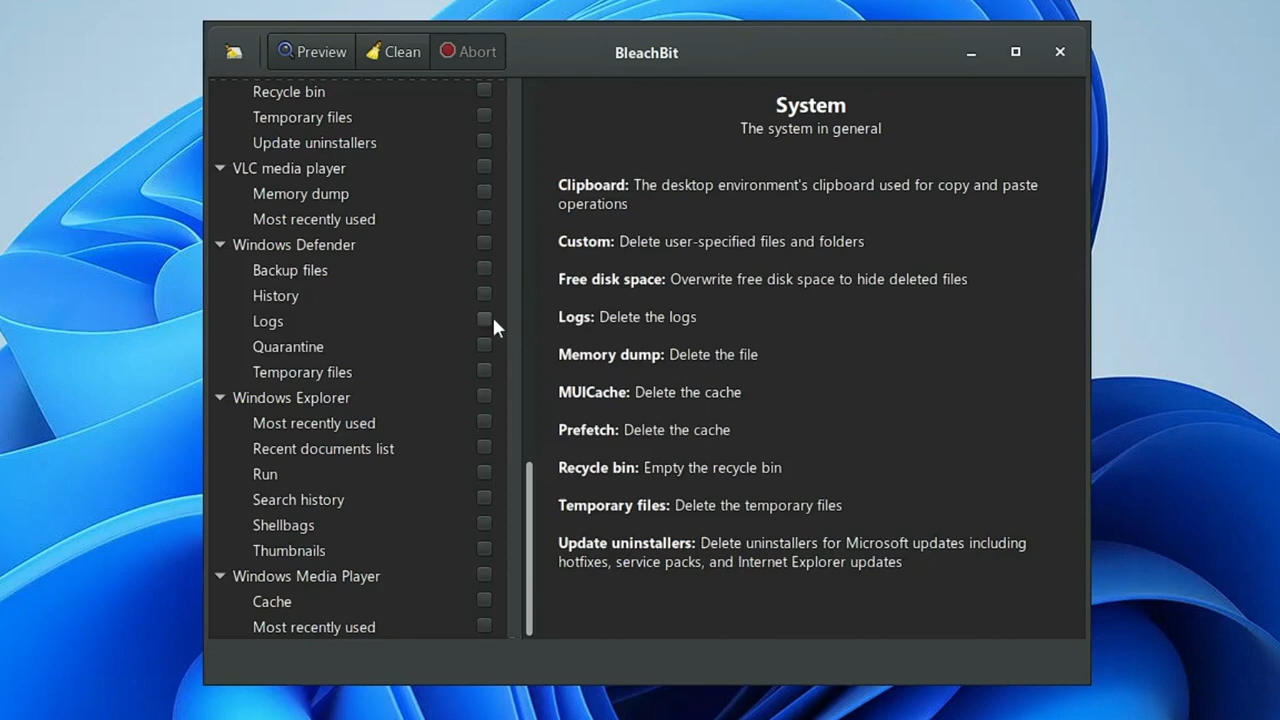 Preview
Clean
Abort
BleachBit
Recycle bin
Temporary files
Update uninstallers
VLC media player
Memory dump
Most recently used
Windows Defender
Backup files
History
Logs
Quarantine
Temporary files
Windows Explorer
Most recently used
Recent documents list
Run
Search history
Shellbags
Thumbnails
Windows Media Player
Cache
Most recently used
System
The system in general
Clipboard: The desktop environment's clipboard used for copy and paste
operations
Custom: Delete user-specified files and folders
Free disk space: Overwrite free disk space to hide deleted files
Logs: Delete the logs
Memory dump: Delete the file
MUICache: Delete the cache
Prefetch: Delete the cache
Recycle bin: Empty the recycle bin
Temporary files: Delete the temporary files
Update uninstallers: Delete uninstallers for Microsoft updates including
hotfixes, service packs, and Internet Explorer updates